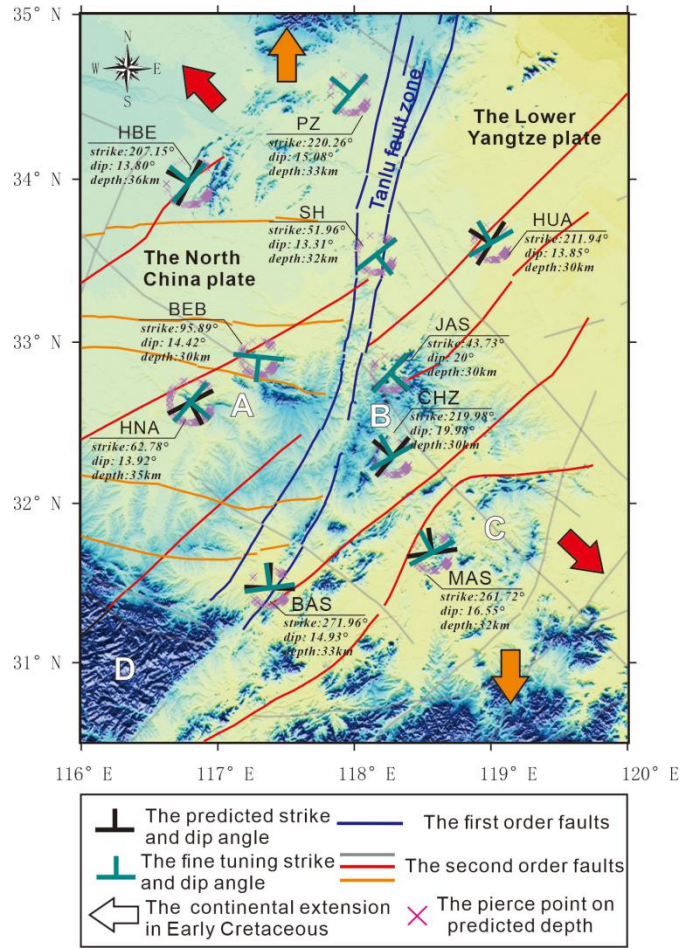 35° N
34° N
33° N
32° N
31° N
116° E
117° E
118° E
119° E
120° E
N
W
E
S
HBE
strike:207.15°
dip: 13.80°
depth:36km
PZ
strike:220.26°
dip: 15.08°
depth:33km
Tanlu fault zone
The Lower
Yangtze plate
SH
strike:51.96°
dip: 13.31°
depth:32km
HUA
strike:211.94°
dip: 13.85°
depth:30km
The North
China plate
BEB
strike:95.89°
dip: 14.42°
depth:30km
JAS
strike:43.73°
dip: 20°
depth:30km
A
B
CHZ
strike:219.98°
dip: 19.98°
depth:30km
HNA
strike:62.78°
dip: 13.92°
depth:35km
C
MAS
strike:261.72°
dip: 16.55°
depth:32km
BAS
strike:271.96°
dip: 14.93°
depth:33km
D
The predicted strike
and dip angle
The first order faults
The fine tuning strike
and dip angle
The second order faults
The continental extension
in Early Cretaceous
The pierce point on
predicted depth